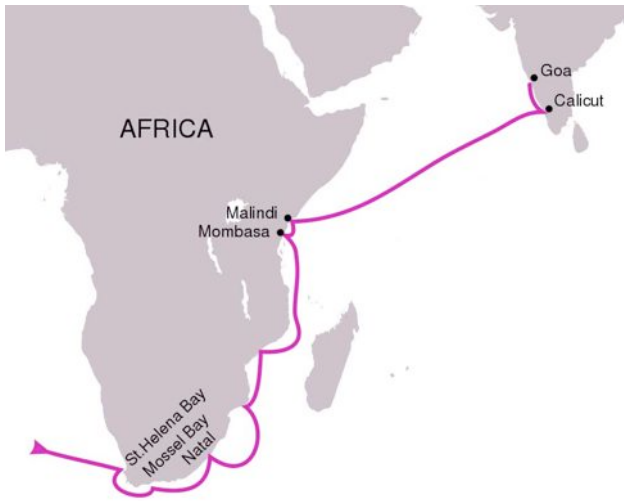 Goa
Calicut
AFRICA
Malindi
Mombasa
St.Helena Bay
Mossel Bay
Natal